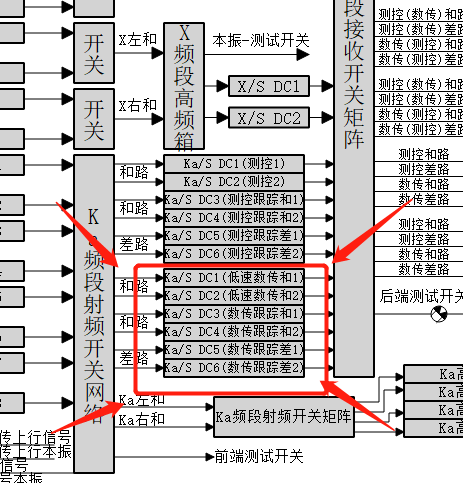 段接收开关矩阵
测控(数传)和路
测控(数传)差路
数传(测控)和路
数传(测控)差路
开关
X左和
X频段高频箱
本振-测试开关
X/S DC1
X/S DC2
测控(数传)和路
测控(数传)差路
数传(测控)和路
数传(测控)差路
开关
X右和
Ka频段射频开关网络
和路
Ka/S DC1(测控1)
Ka/S DC2(测控2)
和路
Ka/S DC3(测控跟踪和1)
Ka/S DC4(测控跟踪和2)
差路
Ka/S DC5(测控跟踪差1)
Ka/S DC6(测控跟踪差2)
和路
Ka/S DC1(低速数传和1)
Ka/S DC2(低速数传和2)
和路
Ka/S DC3(数传跟踪和1)
Ka/S DC4(数传跟踪和2)
差路
Ka/S DC5(数传跟踪差1)
Ka/S DC6(数传跟踪差2)
测控和路
测控差路
数传和路
数传差路
测控和路
测控差路
数传和路
数传差路
后端测试开关
Ka左和
Ka右和
Ka频段射频开关矩阵
Ka高
Ka高
Ka高
Ka高
前端测试开关
传上行信号
传上行本振
信号
号本振